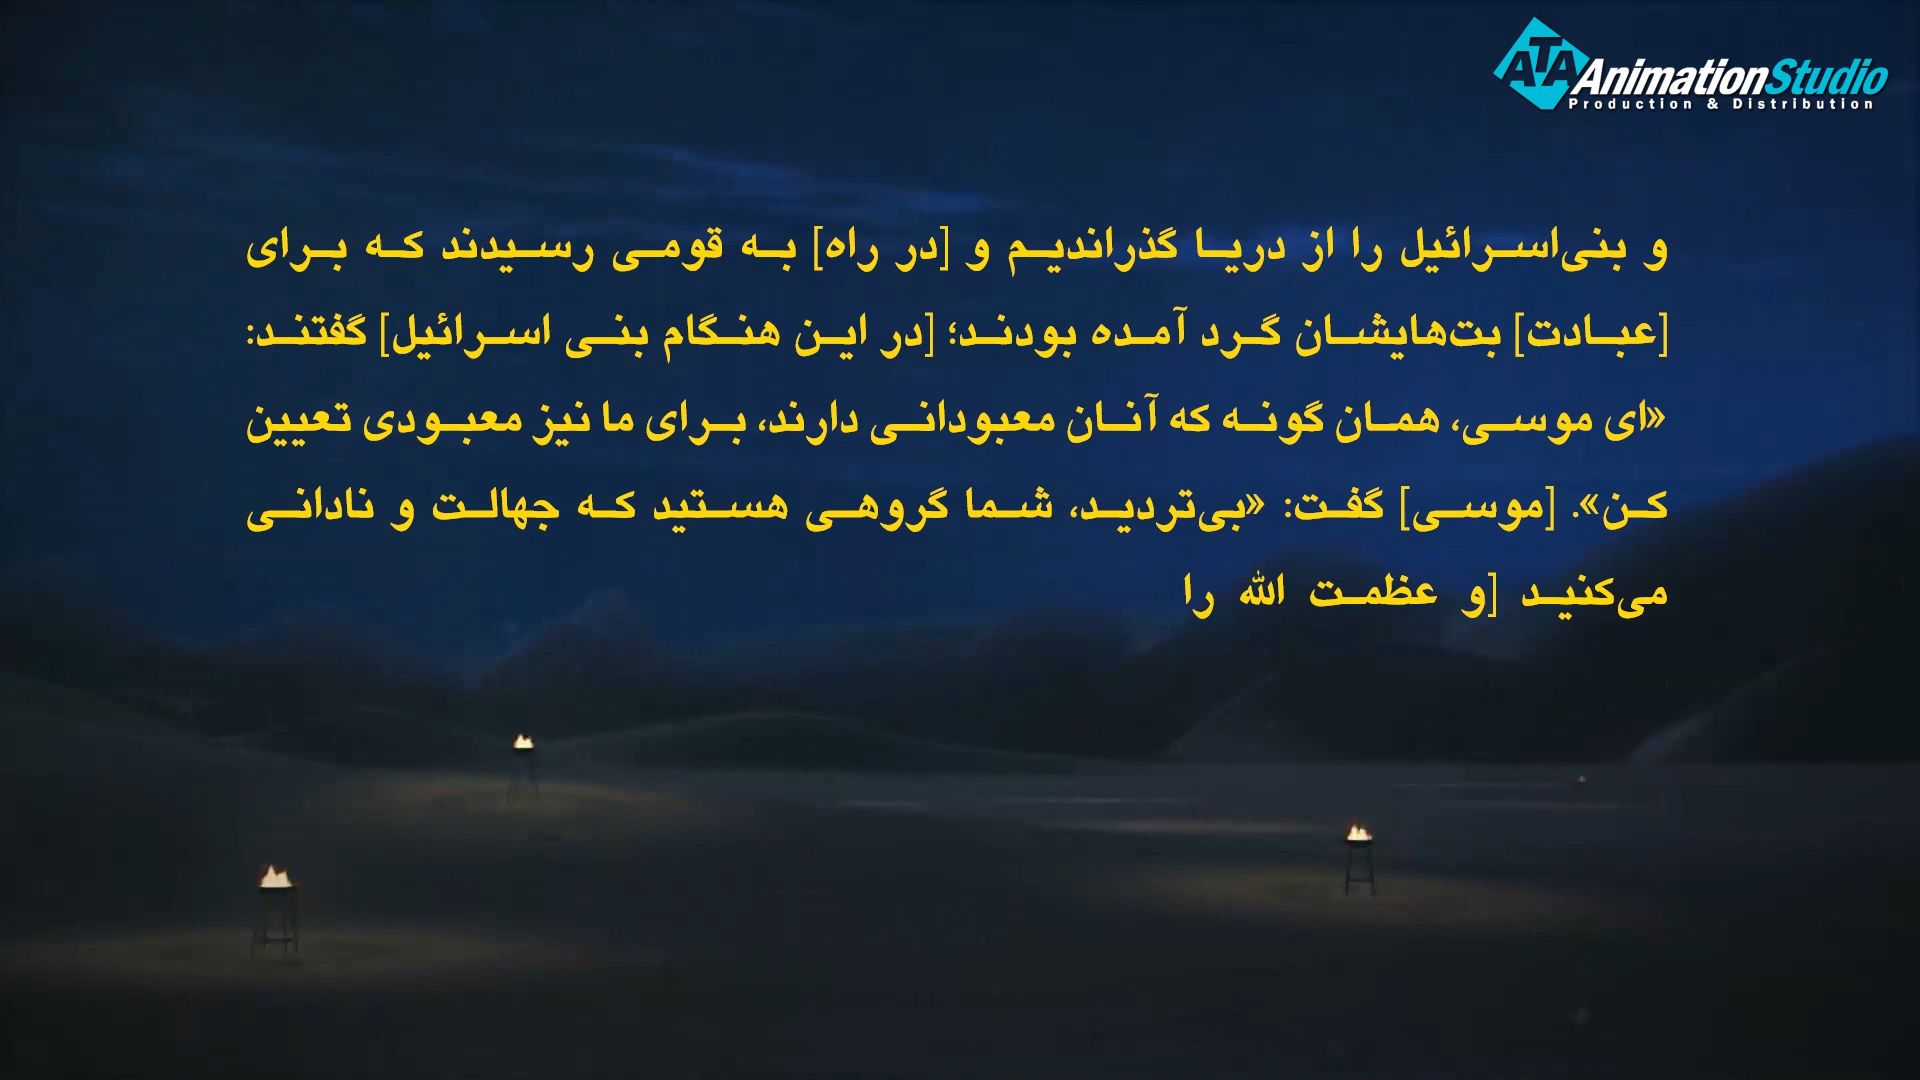 ATA AnimationStudio
Production & Distribution
و بنی‌اسرائیل را از دریا گذراندیم و [در راه] به قومی رسیدند که برای
[عبادت] بت‌هایشان گرد آمده بودند؛ [در این هنگام بنی اسرائیل] گفتند:
«ای موسی، همان گونه که آنان معبودانی دارند، برای ما نیز معبودی تعیین
کن». [موسی] گفت: «بی‌تردید، شما گروهی هستید که جهالت و نادانی
می‌کنید [و عظمت الله را